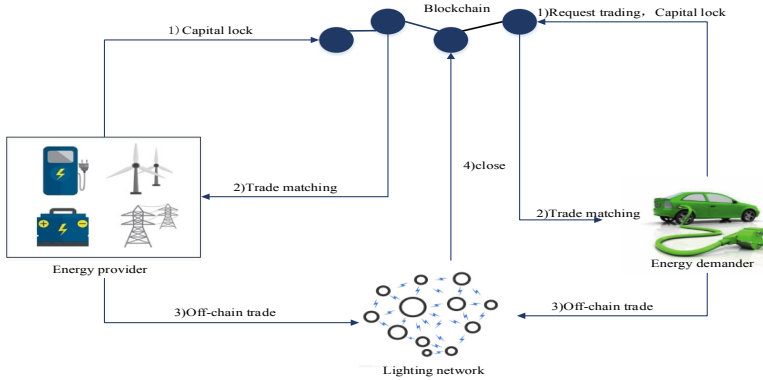 Blockchain
1) Capital lock
1)Request trading， Capital lock
4)close
2)Trade matching
2)Trade matching
Energy provider
Energy demander
3)Off-chain trade
3)Off-chain trade
Lighting network